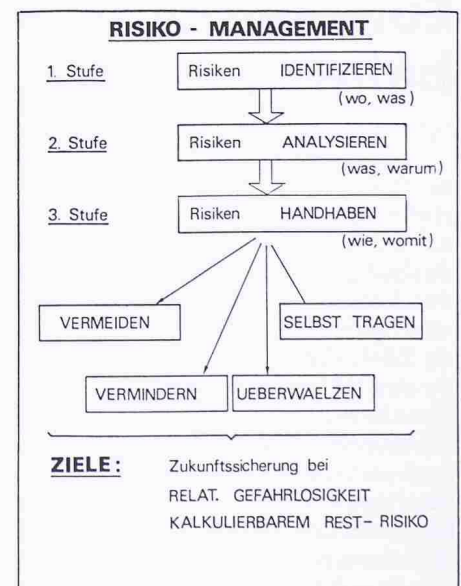 RISIKO - MANAGEMENT
1. Stufe Risiken IDENTIFIZIEREN
(wo, was)
2. Stufe Risiken ANALYSIEREN
(was, warum)
3. Stufe Risiken HANDHABEN
(wie, womit)
VERMEIDEN SELBST TRAGEN
VERMINDERN UEBERWAELZEN
ZIELE: Zukunftssicherung bei
RELAT. GEFAHRLOSIGKEIT
KALKULIERBAREM REST-RISIKO